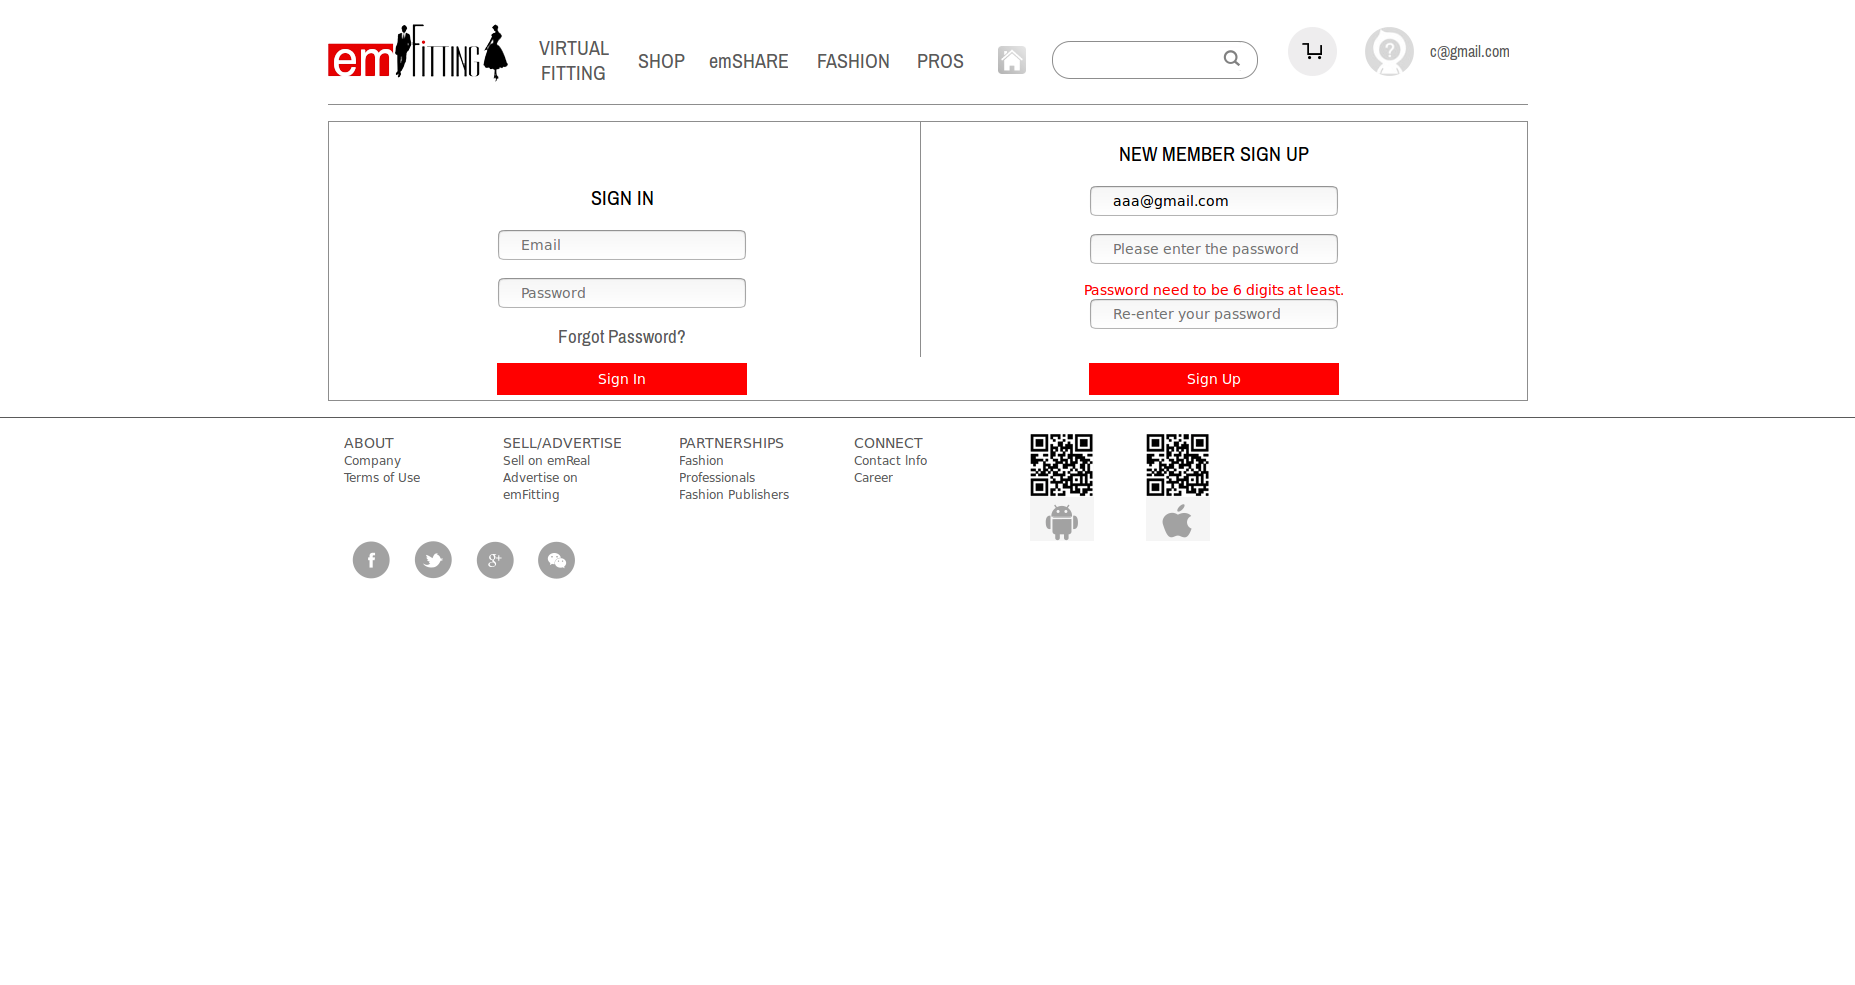 em FITTING
VIRTUAL
FITTING
SHOP
emSHARE
FASHION
PROS
c@gmail.com
SIGN IN
Email
Password
Forgot Password?
Sign In
NEW MEMBER SIGN UP
aaa@gmail.com
Please enter the password
Password need to be 6 digits at least.
Re-enter your password
Sign Up
ABOUT
Company
Terms of Use
SELL/ADVERTISE
Sell on emReal
Advertise on
emFitting
PARTNERSHIPS
Fashion
Professionals
Fashion Publishers
CONNECT
Contact lnfo
Career
f
g+